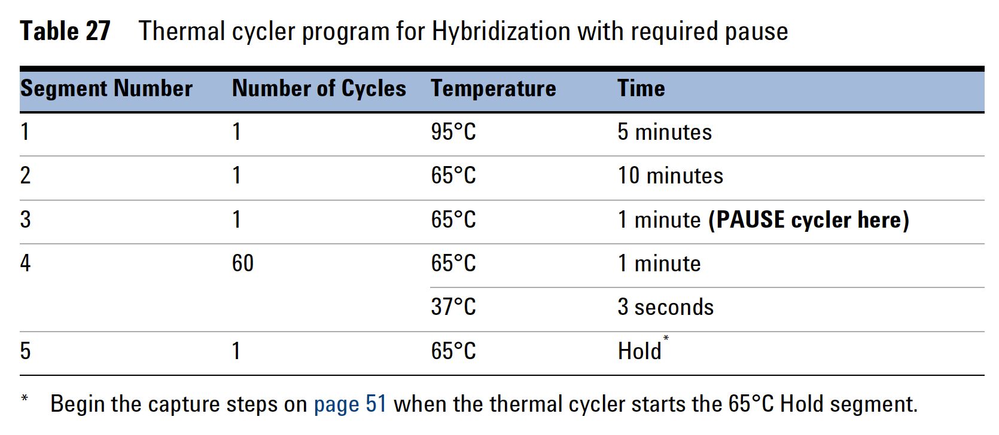 Table 27 Thermal cycler program for Hybridization with required pause
Segment Number Number of Cycles Temperature Time
1 1 95°C 5 minutes
2 1 65°C 10 minutes
3 1 65°C 1 minute (PAUSE cycler here)
4 60 65°C 1 minute
37°C 3 seconds
5 1 65°C Hold*
* Begin the capture steps on page 51 when the thermal cycler starts the 65°C Hold segment.